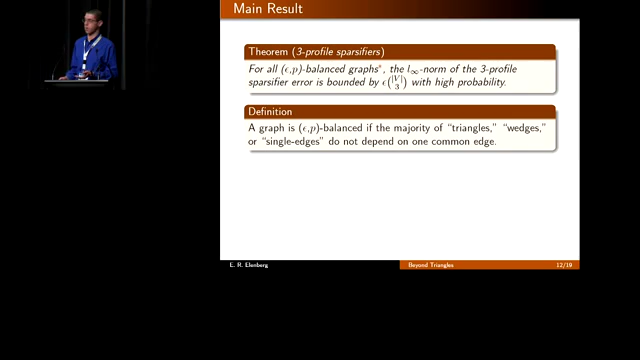 Main Result
Theorem (3-profile sparsifiers)
For all (ϵ,p)-balanced graphs*, the l∞-norm of the 3-profile
sparsifier error is bounded by ϵ(|V| 3) with high probability.
Definition
A graph is (ϵ,p)-balanced if the majority of “triangles,” “wedges,”
or “single-edges” do not depend on one common edge.
E. R. Elenberg
Beyond Triangles
12/19